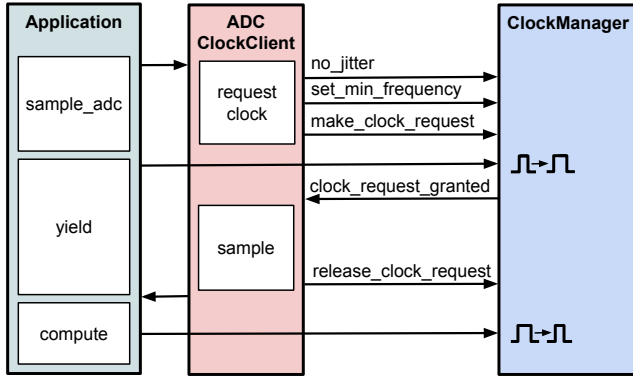 Application
ADC
ClockClient
ClockManager
sample_adc
request
clock
no_jitter
set_min_frequency
make_clock_request
clock_request_granted
yield
sample
release_clock_request
compute